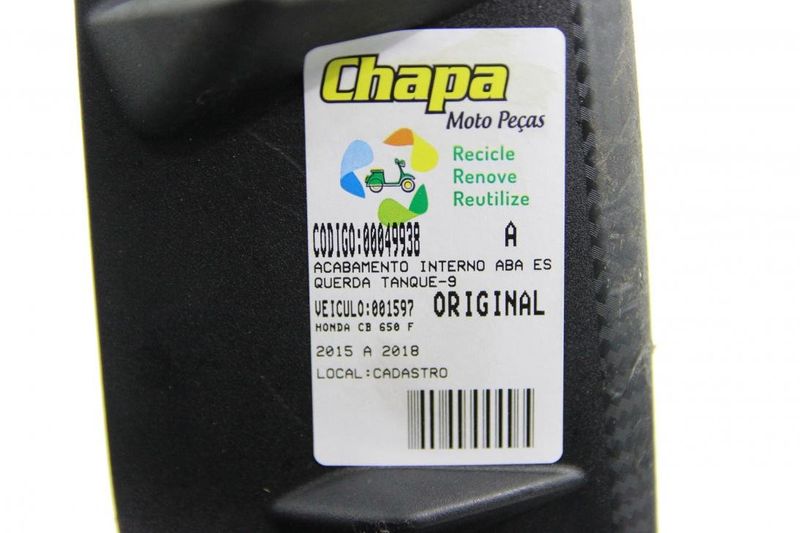 Chapa
Moto Peças
Recicle
Renove
Reutilize
CODIGO:00049938 A
ACABAMENTO INTERNO ABA ES
QUERDA TANQUE-9
VEICULO:001597 ORIGINAL
HONDA CB 650 F
2015 A 2018
LOCAL:CADASTRO